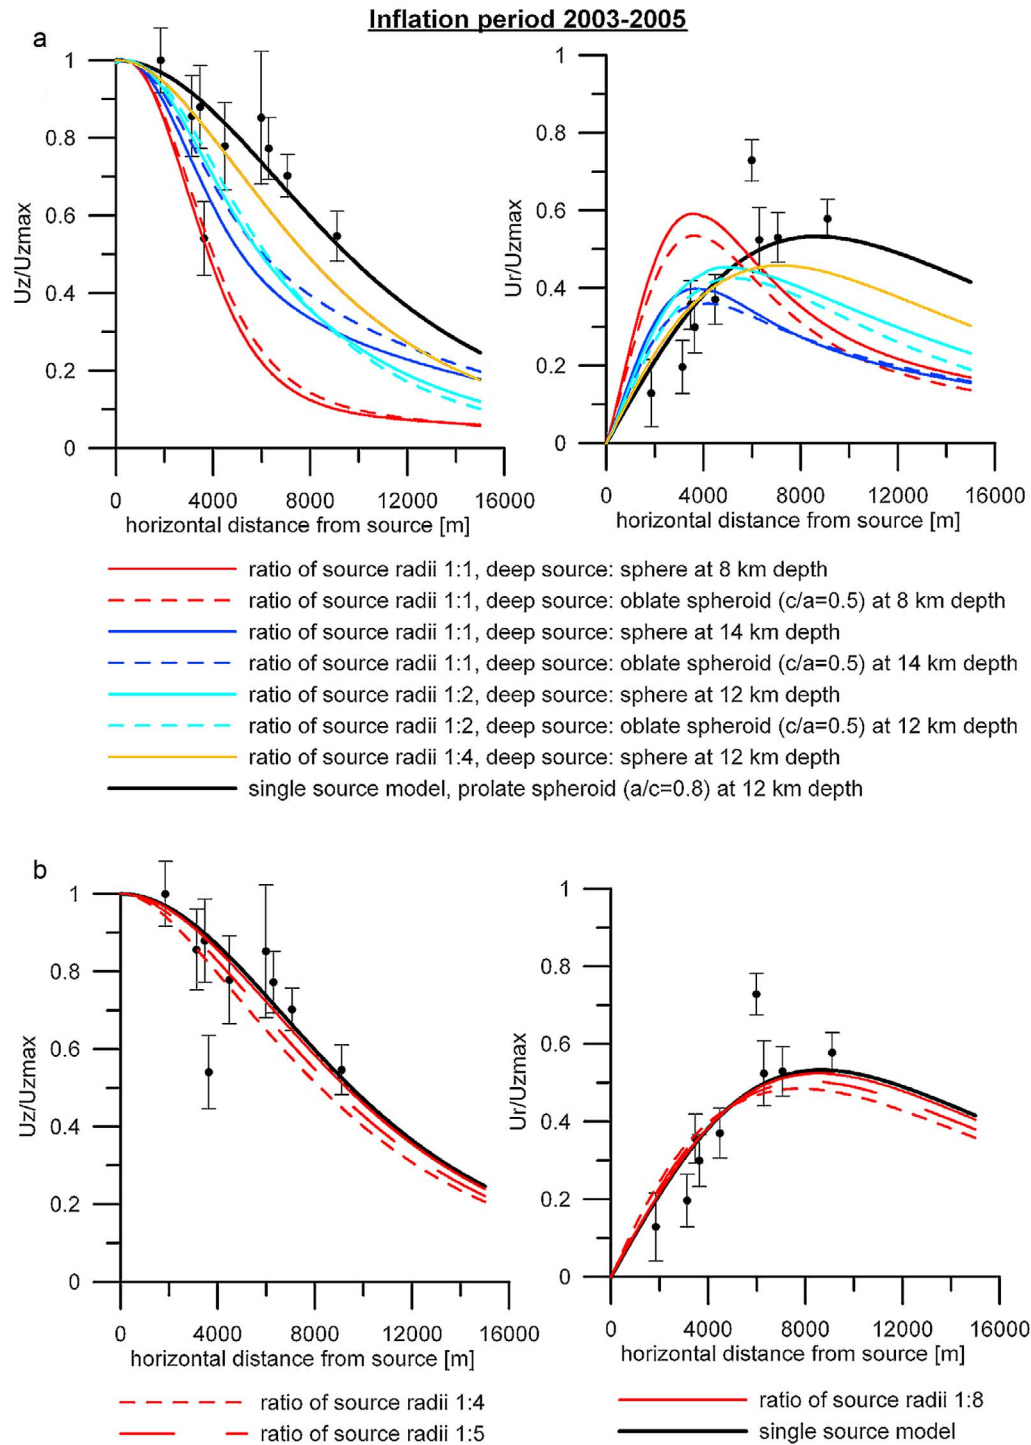 Inflation period 2003-2005
a
1
0.8
0.6
0.4
0.2
0
Uz/Uzmax
0 4000 8000 12000 16000
horizontal distance from source [m]
1
0.8
0.6
0.4
0.2
0
Ur/Uzmax
0 4000 8000 12000 16000
horizontal distance from source [m]
ratio of source radii 1:1, deep source: sphere at 8 km depth
ratio of source radii 1:1, deep source: oblate spheroid (c/a=0.5) at 8 km depth
ratio of source radii 1:1, deep source: sphere at 14 km depth
ratio of source radii 1:1, deep source: oblate spheroid (c/a=0.5) at 14 km depth
ratio of source radii 1:2, deep source: sphere at 12 km depth
ratio of source radii 1:2, deep source: oblate spheroid (c/a=0.5) at 12 km depth
ratio of source radii 1:4, deep source: sphere at 12 km depth
single source model, prolate spheroid (a/c=0.8) at 12 km depth
b
1
0.8
0.6
0.4
0.2
0
Uz/Uzmax
0 4000 8000 12000 16000
horizontal distance from source [m]
1
0.8
0.6
0.4
0.2
0
Ur/Uzmax
0 4000 8000 12000 16000
horizontal distance from source [m]
ratio of source radii 1:4
ratio of source radii 1:5
ratio of source radii 1:8
single source model